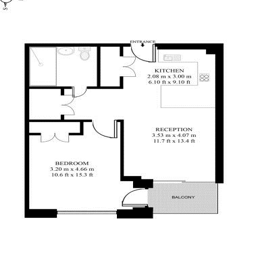 ENTRANCE
KITCHEN
2.08 m x 3.00 m
6.10 ft x 9.10 ft
RECEPTION
3.53 m x 4.07 m
11.7 ft x 13.4 ft
BEDROOM
3.20 m x 4.66 m
10.6 ft x 15.3 ft
BALCONY